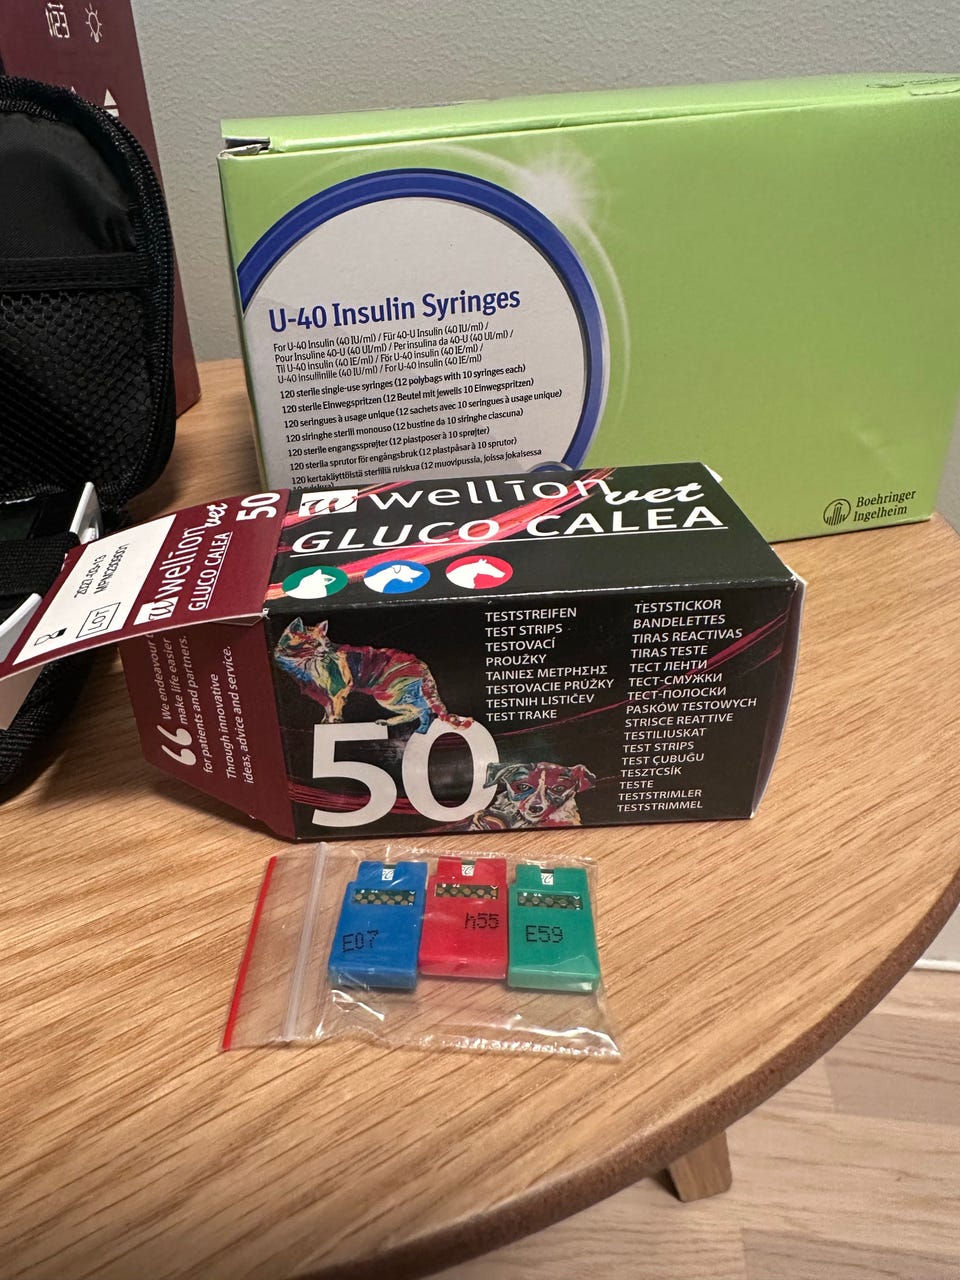 U-40 Insulin Syringes
For U-40 Insulin (40 IU/ml) / Für 40-U Insulin (40 IE/ml) /
Pour Insuline 40-U (40 UI/ml) / Per insulina da 40-U (40 UI/ml) /
Til U-40 insulin (40 IE/ml) / För U-40 insulin (40 IE/ml) /
U-40 insuliinille (40 IU/ml) / For U-40 insulin (40 IE/ml)
120 sterile single-use syringes (12 polybags with 10 syringes each)
120 sterile Einwegspritzen (12 Beutel mit jeweils 10 Einwegspritzen)
120 seringues à usage unique (12 sachets avec 10 seringues à usage unique)
120 siringhe sterili monouso (12 bustine da 10 siringhe ciascuna)
120 sterile engangssprøjter (12 plastposer à 10 sprøjter)
120 sterila sprutor för engångsbruk (12 plastpåsar à 10 sprutor)
120 kertakäyttöistä steriiliä ruiskua (12 muovipussia, joissa jokaisessa
10 ruiskua)
Boehringer
Ingelheim
wellion vet
GLUCO CALEA
50
LOT
wellion vet
GLUCO CALEA
We endeavour t
make life easier
for patients and partners.
Through innovative
ideas, advice and service.
50
TESTSTREIFEN
TEST STRIPS
TESTOVACÍ
PROUŽKY
ΤΑΙΝΙΕΣ ΜΕΤΡΗΣΗΣ
TESTOVACIE PRÚŽKY
TESTNIH LISTIČEV
TEST TRAKE
TESTSTICKOR
BANDELETTES
TIRAS REACTIVAS
TIRAS TESTE
ТЕСТ ЛЕНТИ
ТЕСТ-СМУЖКИ
ТЕСТ-ПОЛОСКИ
PASKÓW TESTOWYCH
STRISCE REATTIVE
TESTILIUSKAT
TEST STRIPS
TEST ÇUBUĞU
TESZTCSÍK
TESTE
TESTSTRIMLER
TESTSTRIMMEL
E07
h55
E59